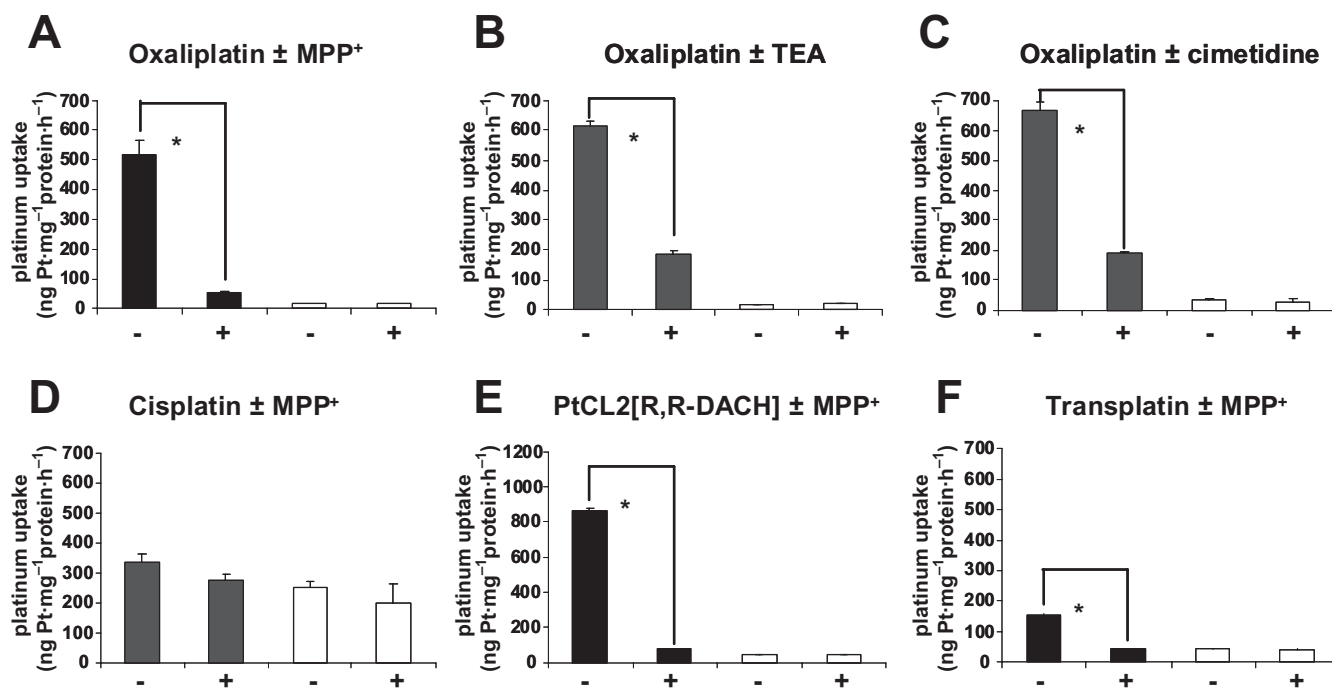 A
Oxaliplatin ± MPP⁺
platinum uptake
(ng Pt·mg⁻¹protein·h⁻¹)
700
600
500
400
300
200
100
0
*
- + - +
B
Oxaliplatin ± TEA
platinum uptake
(ng Pt·mg⁻¹protein·h⁻¹)
700
600
500
400
300
200
100
0
*
- + - +
C
Oxaliplatin ± cimetidine
platinum uptake
(ng Pt·mg⁻¹protein·h⁻¹)
700
600
500
400
300
200
100
0
*
- + - +
D
Cisplatin ± MPP⁺
platinum uptake
(ng Pt·mg⁻¹protein·h⁻¹)
700
600
500
400
300
200
100
0
- + - +
E
PtCL2[R,R-DACH] ± MPP⁺
platinum uptake
(ng Pt·mg⁻¹protein·h⁻¹)
1200
1000
800
600
400
200
0
*
- + - +
F
Transplatin ± MPP⁺
platinum uptake
(ng Pt·mg⁻¹protein·h⁻¹)
700
600
500
400
300
200
100
0
*
- + - +